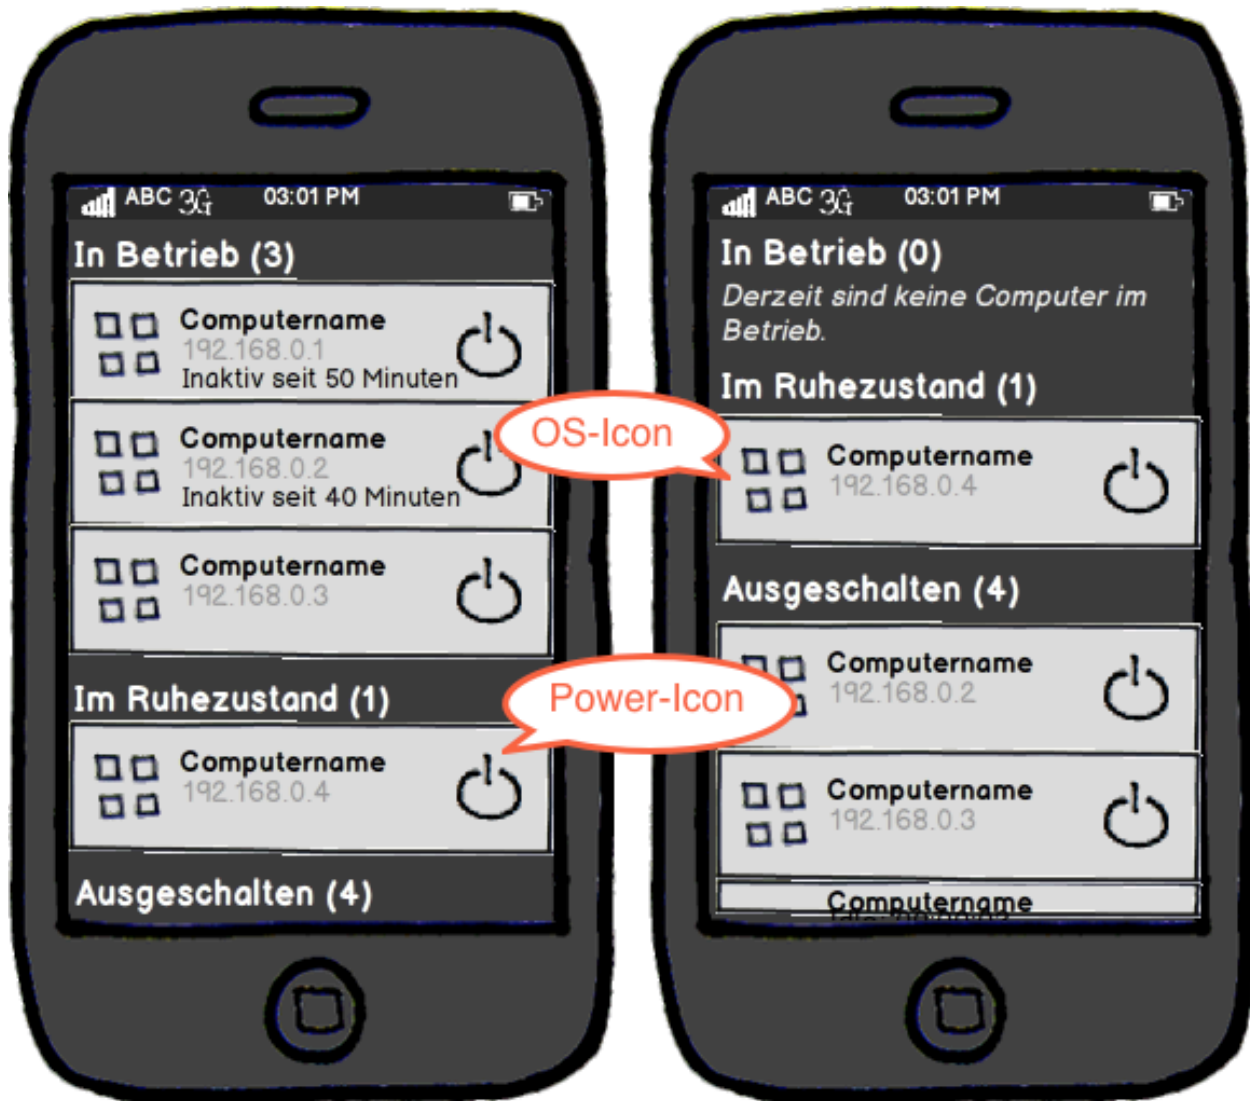 ABC 3G 03:01 PM
In Betrieb (3)
Computername
192.168.0.1
Inaktiv seit 50 Minuten
Computername
192.168.0.2
Inaktiv seit 40 Minuten
Computername
192.168.0.3
Im Ruhezustand (1)
Computername
192.168.0.4
Ausgeschalten (4)
OS-Icon
Power-Icon
ABC 3G 03:01 PM
In Betrieb (0)
Derzeit sind keine Computer im
Betrieb.
Im Ruhezustand (1)
Computername
192.168.0.4
Ausgeschalten (4)
Computername
192.168.0.2
Computername
192.168.0.3
Computername